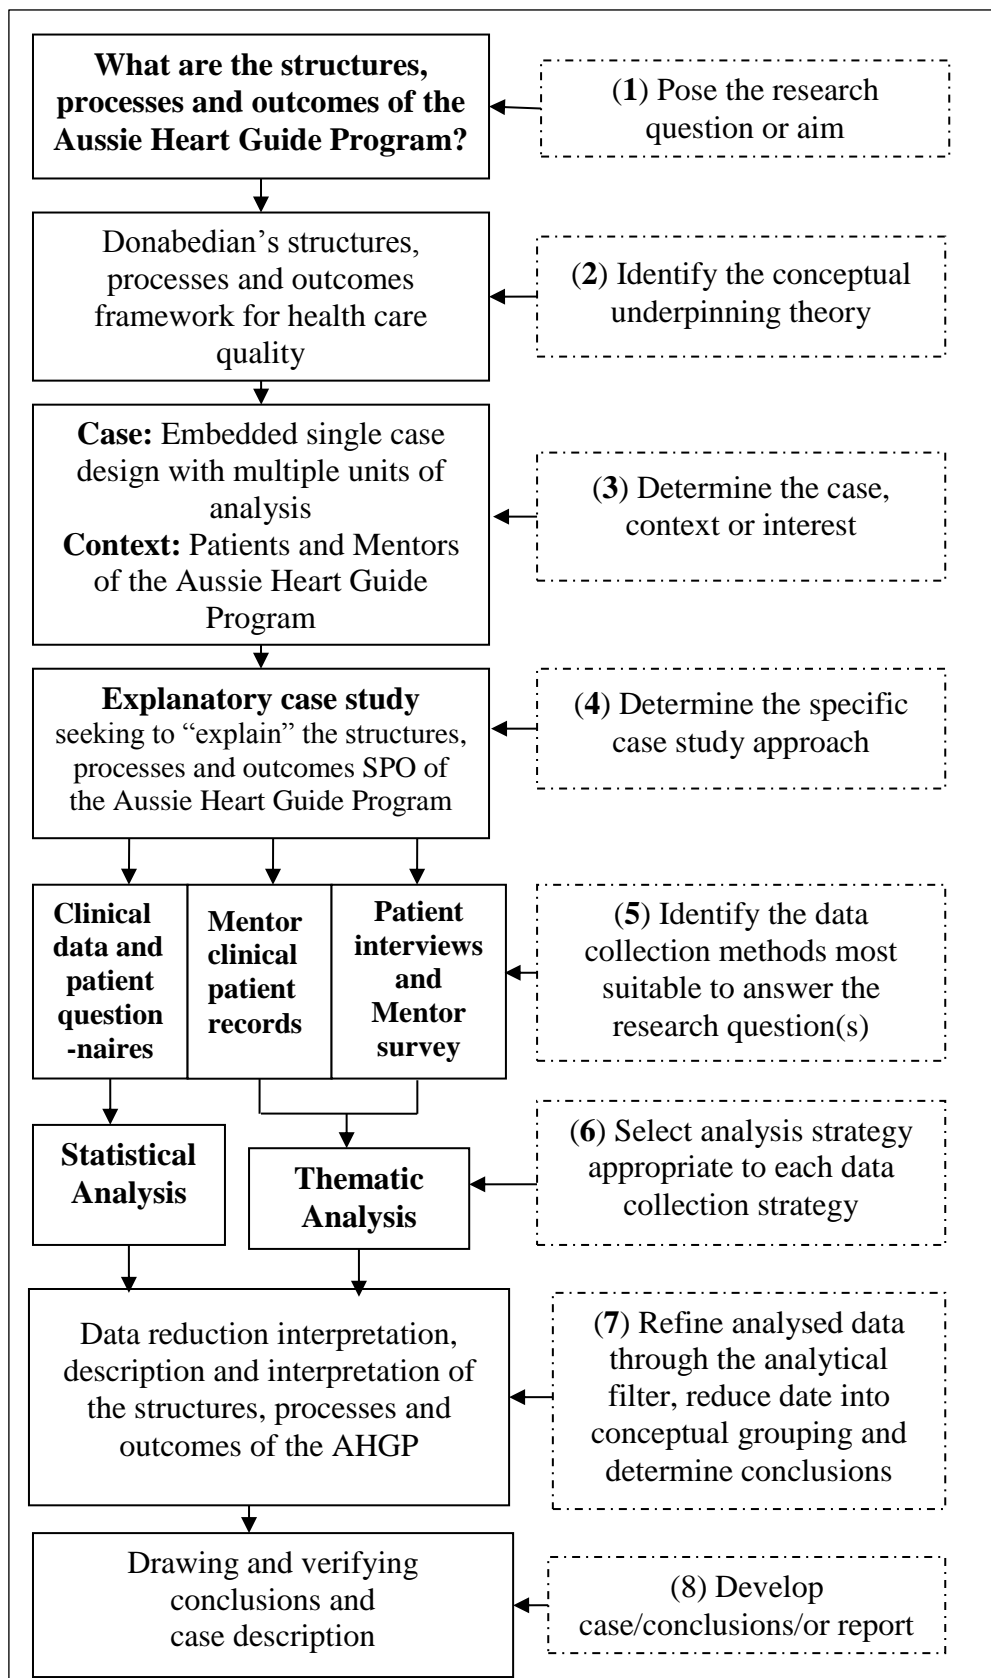 What are the structures,
processes and outcomes of the
Aussie Heart Guide Program?
(1) Pose the research
question or aim
Donabedian’s structures,
processes and outcomes
framework for health care
quality
(2) Identify the conceptual
underpinning theory
Case: Embedded single case
design with multiple units of
analysis
Context: Patients and Mentors
of the Aussie Heart Guide
Program
(3) Determine the case,
context or interest
Explanatory case study
seeking to “explain” the structures,
processes and outcomes SPO of
the Aussie Heart Guide Program
(4) Determine the specific
case study approach
Clinical
data and
patient
question
-naires
Mentor
clinical
patient
records
Patient
interviews
and
Mentor
survey
(5) Identify the data
collection methods most
suitable to answer the
research question(s)
Statistical
Analysis
Thematic
Analysis
(6) Select analysis strategy
appropriate to each data
collection strategy
Data reduction interpretation,
description and interpretation of
the structures, processes and
outcomes of the AHGP
(7) Refine analysed data
through the analytical
filter, reduce date into
conceptual grouping and
determine conclusions
Drawing and verifying
conclusions and
case description
(8) Develop
case/conclusions/or report